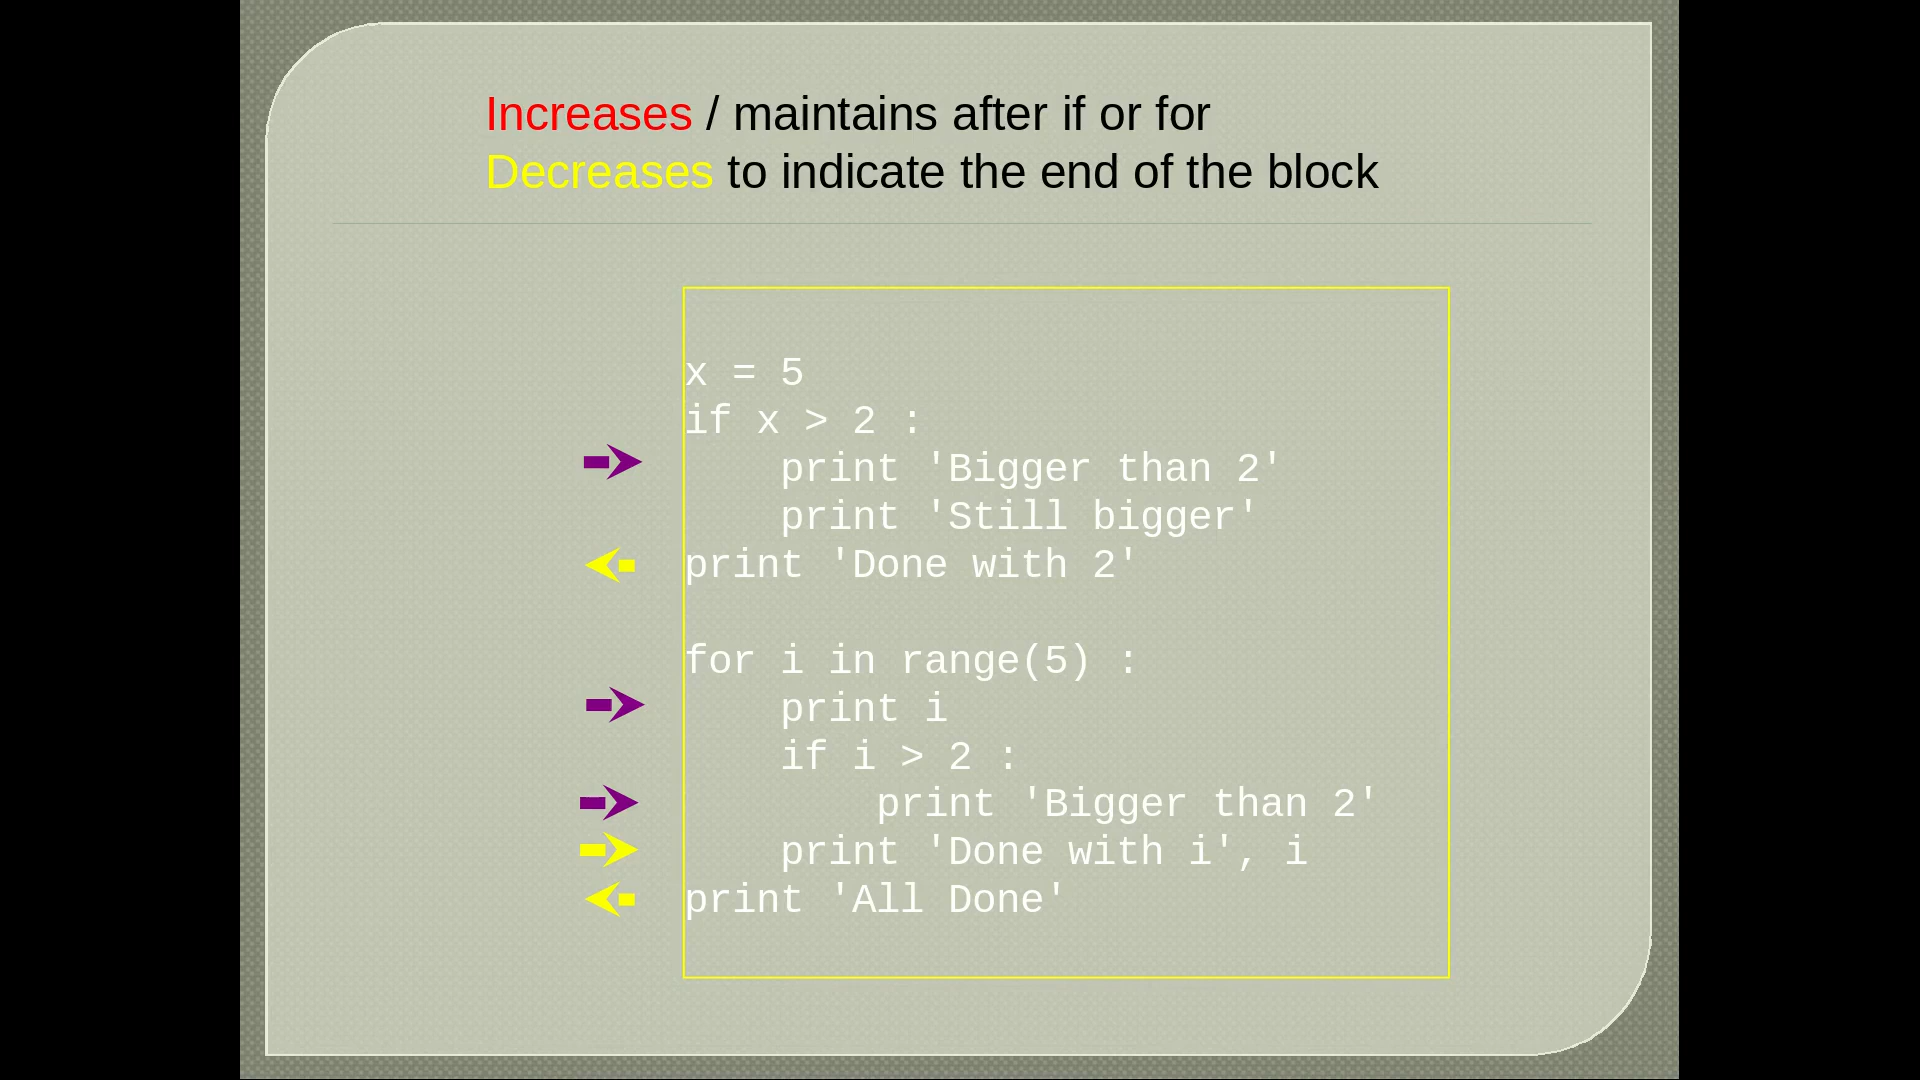 Increases / maintains after if or for
Decreases to indicate the end of the block
x = 5
if x > 2 :
    print 'Bigger than 2'
    print 'Still bigger'
print 'Done with 2'
for i in range(5) :
    print i
    if i > 2 :
        print 'Bigger than 2'
    print 'Done with i', i
print 'All Done'